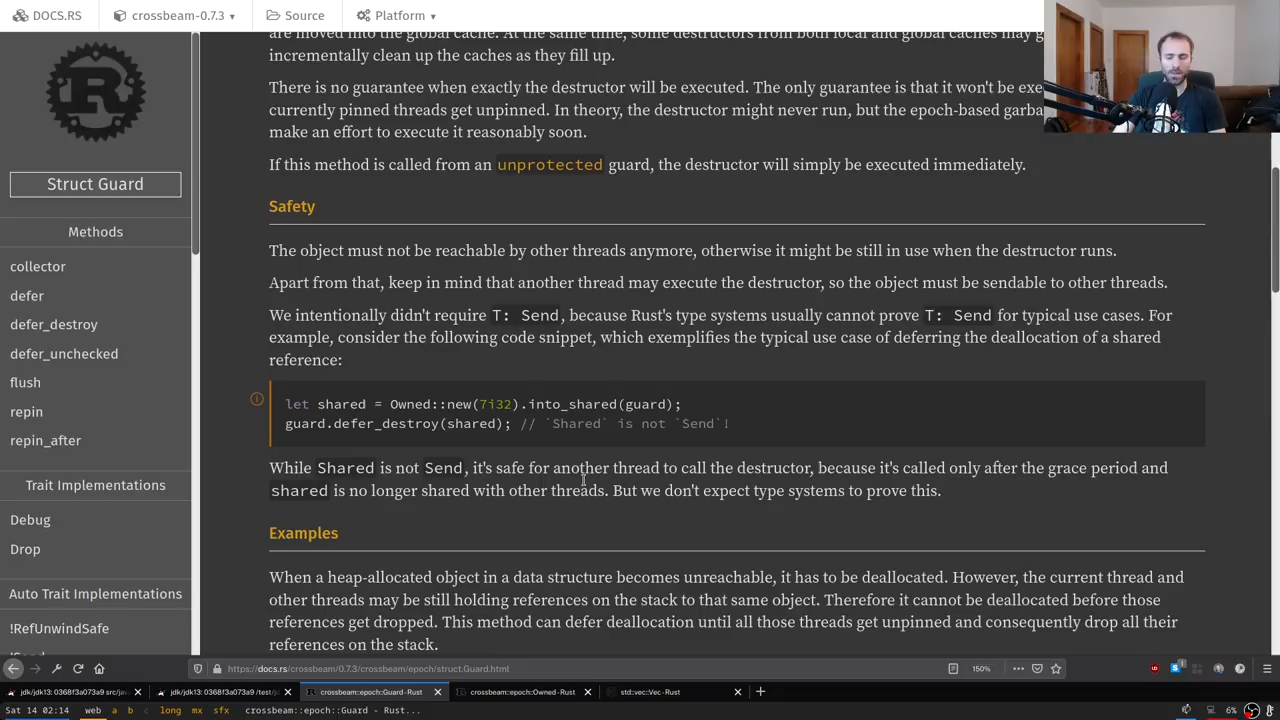 DOCS.RS
crossbeam-0.7.3
Source
Platform
are moved into the global cache. At the same time, some destructors from both local and global caches may g
incrementally clean up the caches as they fill up.
There is no guarantee when exactly the destructor will be executed. The only guarantee is that it won't be exe
currently pinned threads get unpinned. In theory, the destructor might never run, but the epoch-based garba
make an effort to execute it reasonably soon.
If this method is called from an unprotected guard, the destructor will simply be executed immediately.
Safety
The object must not be reachable by other threads anymore, otherwise it might be still in use when the destructor runs.
Apart from that, keep in mind that another thread may execute the destructor, so the object must be sendable to other threads.
We intentionally didn't require T: Send, because Rust's type systems usually cannot prove T: Send for typical use cases. For
example, consider the following code snippet, which exemplifies the typical use case of deferring the deallocation of a shared
reference:
let shared = Owned::new(7i32).into_shared(guard);
guard.defer_destroy(shared); // `Shared` is not `Send`!
While Shared is not Send, it's safe for another thread to call the destructor, because it's called only after the grace period and
shared is no longer shared with other threads. But we don't expect type systems to prove this.
Examples
When a heap-allocated object in a data structure becomes unreachable, it has to be deallocated. However, the current thread and
other threads may be still holding references on the stack to that same object. Therefore it cannot be deallocated before those
references get dropped. This method can defer deallocation until all those threads get unpinned and consequently drop all their
references on the stack.
Struct Guard
Methods
collector
defer
defer_destroy
defer_unchecked
flush
repin
repin_after
Trait Implementations
Debug
Drop
Auto Trait Implementations
!RefUnwindSafe
https://docs.rs/crossbeam/0.7.3/crossbeam/epoch/struct.Guard.html
150%
jdk/jdk13: 0368f3a073a9 src/java
jdk/jdk13: 0368f3a073a9 /test/jd
crossbeam::epoch::Guard - Rust
crossbeam::epoch::Owned - Rust
std::vec::Vec - Rust
Sat 14 02:14 web a b c long mx sfx crossbeam::epoch::Guard - Rust...
6%